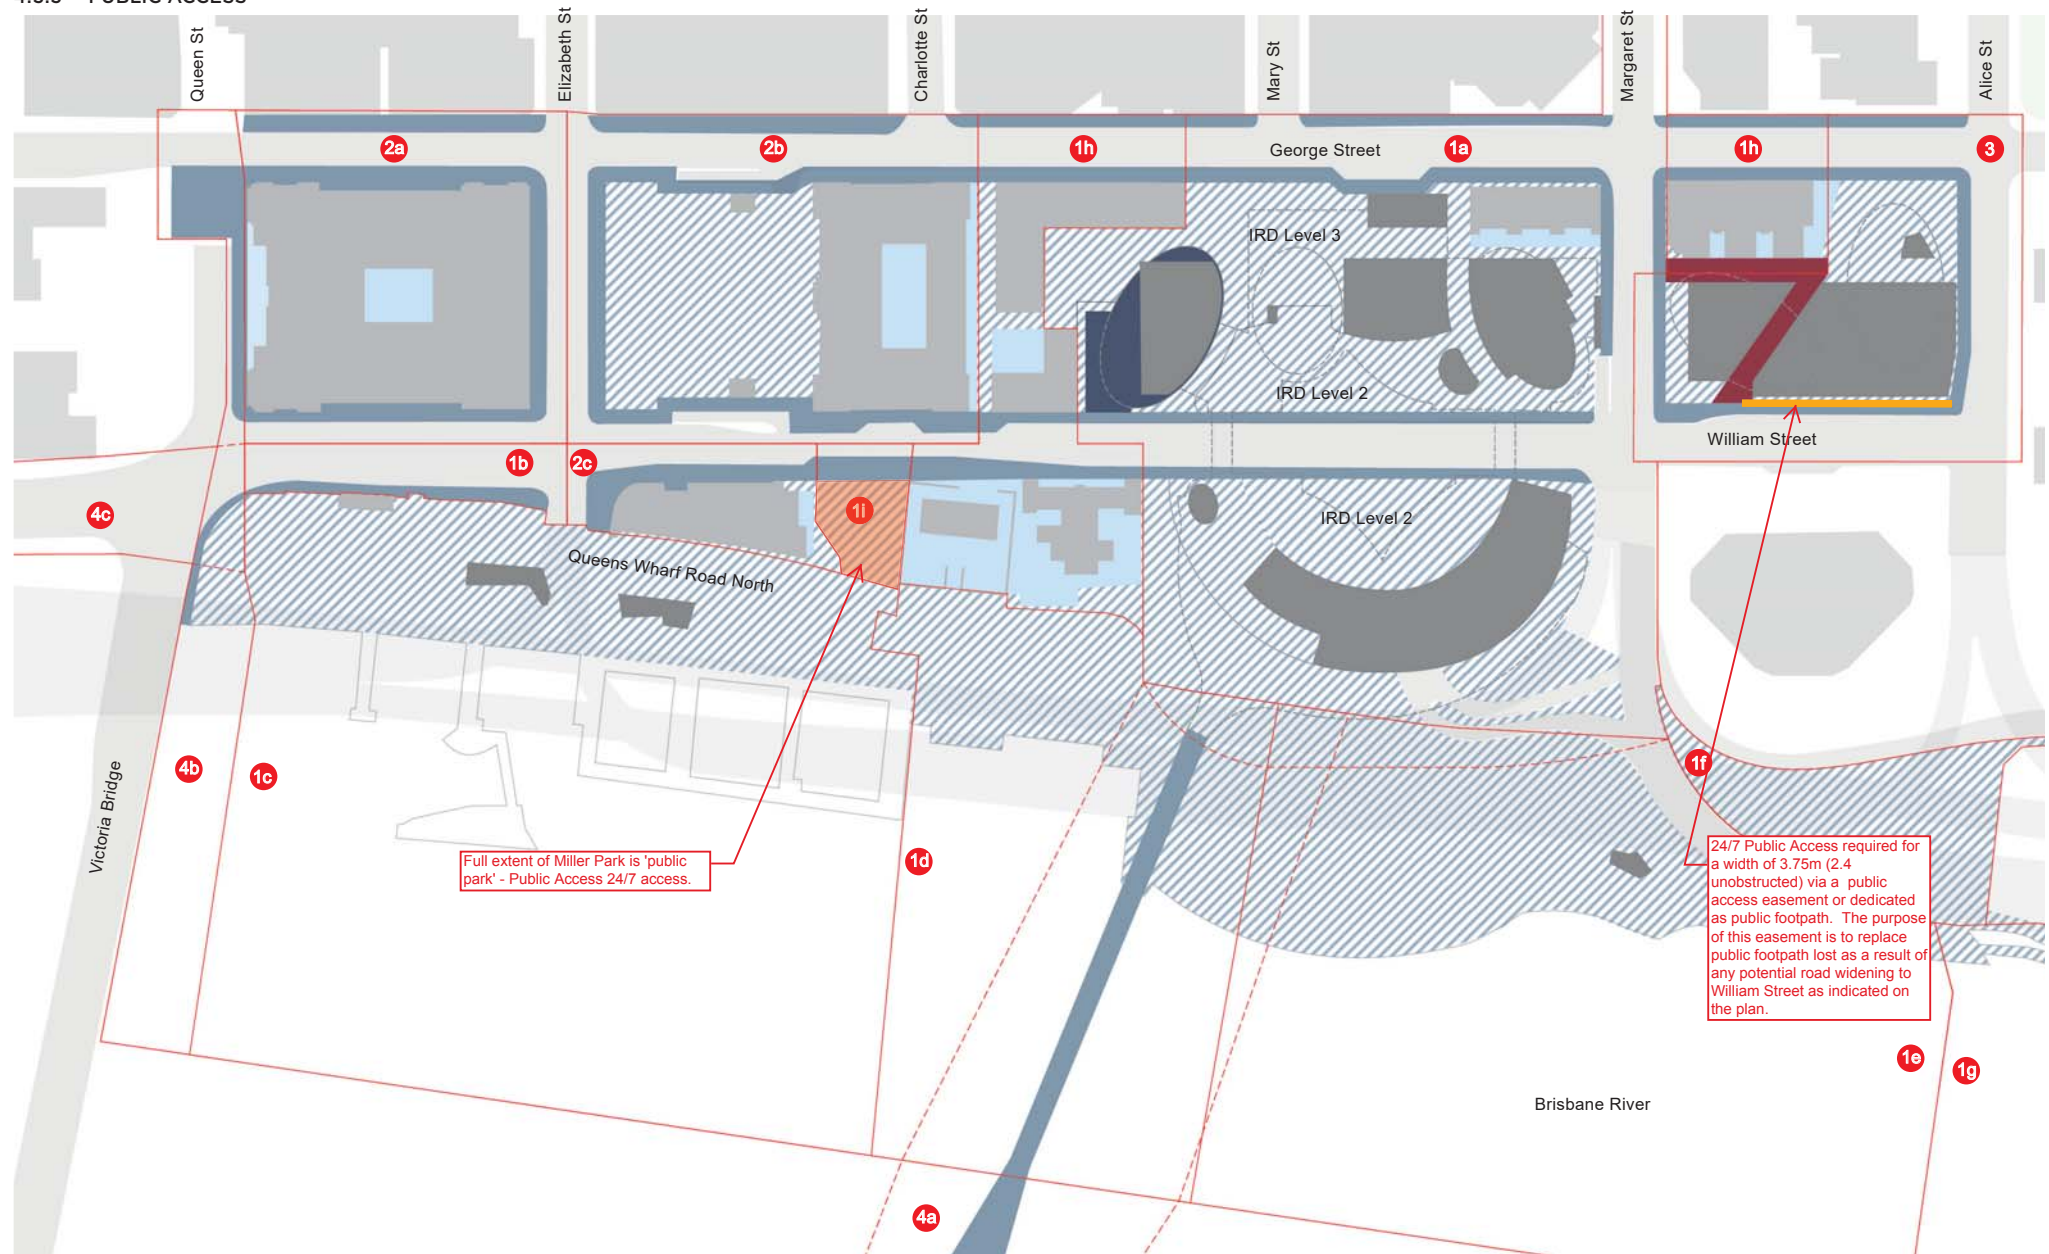 4.3.3 PUBLIC ACCESS
Queen St
Elizabeth St
Charlotte St
Mary St
Margaret St
Alice St
2a
2b
1h
George Street
1a
1h
3
IRD Level 3
IRD Level 2
William Street
1b
2c
4c
1i
IRD Level 2
Queens Wharf Road North
4b
1c
1f
Victoria Bridge
Full extent of Miller Park is 'public
park' - Public Access 24/7 access.
1d
24/7 Public Access required for
a width of 3.75m (2.4
unobstructed) via a public
access easement or dedicated
as public footpath. The purpose
of this easement is to replace
public footpath lost as a result of
any potential road widening to
William Street as indicated on
the plan.
1e
1g
Brisbane River
4a